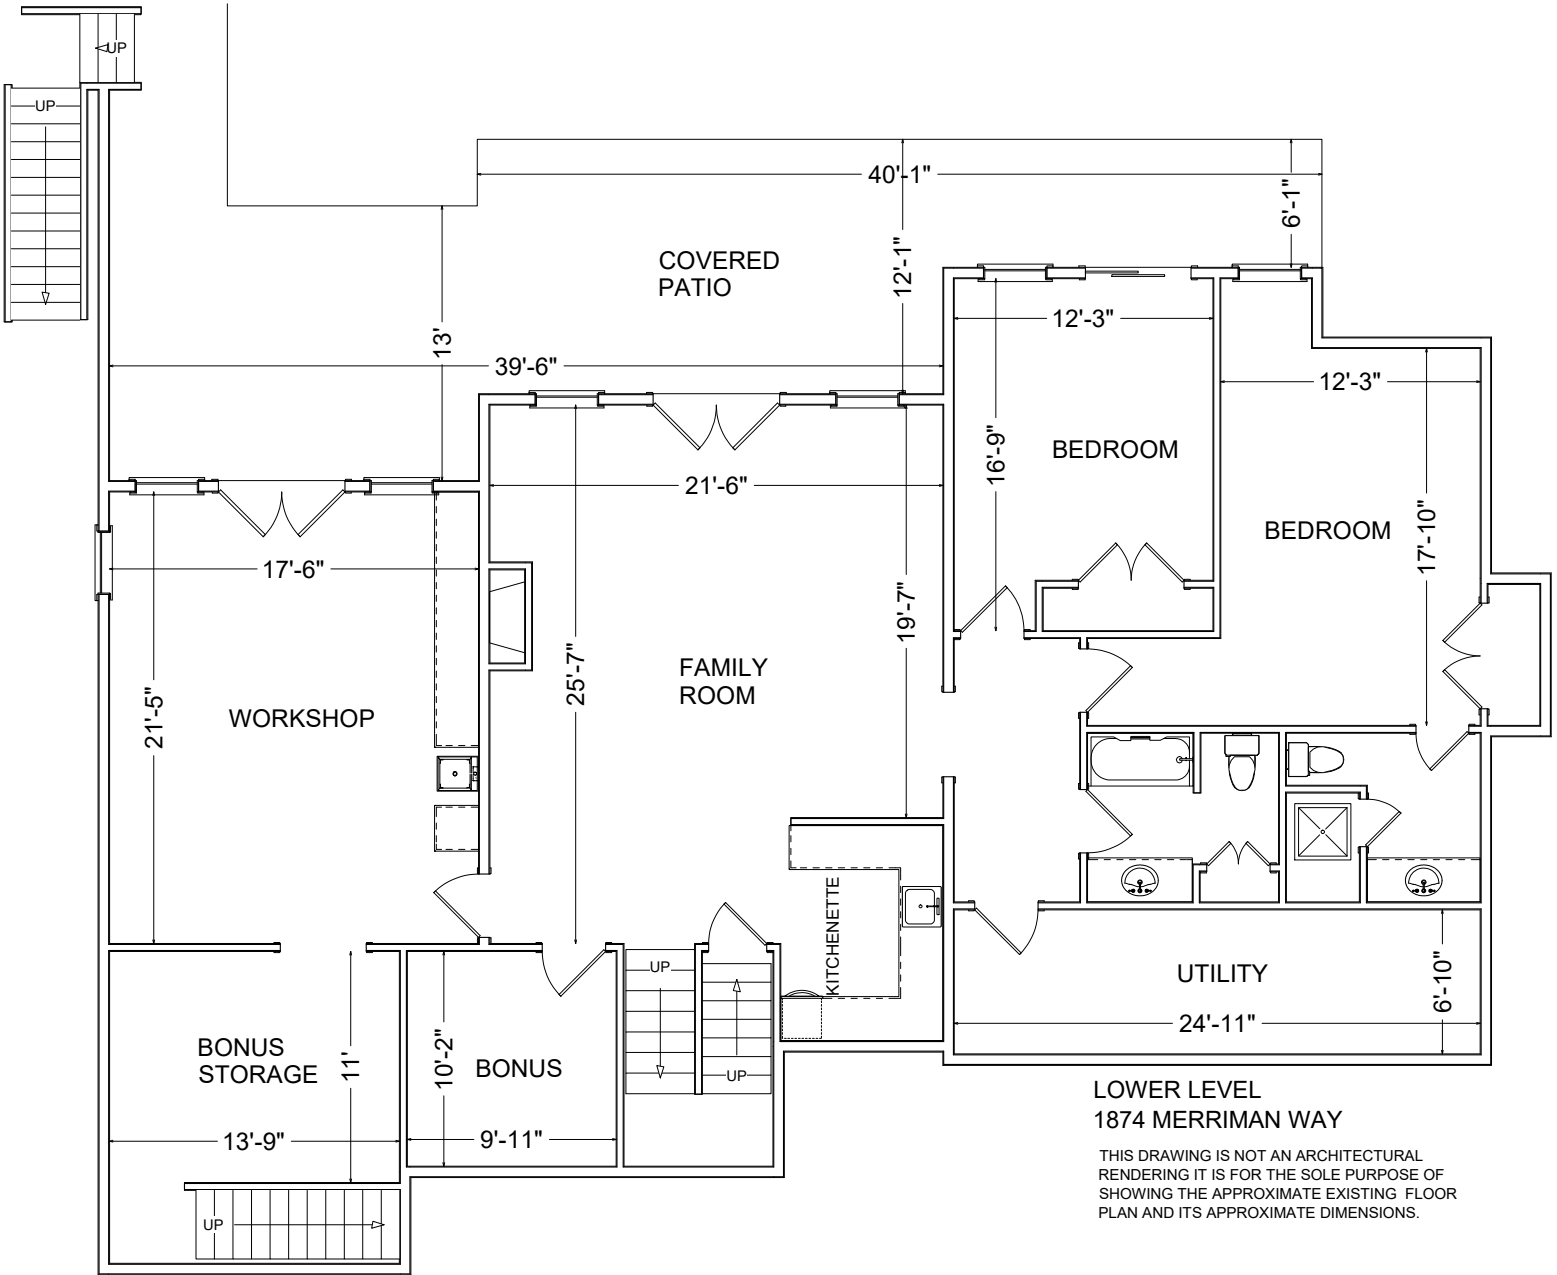 UP
UP
40'-1"
6'-1"
12'-1"
COVERED
PATIO
13'
39'-6"
12'-3"
12'-3"
16'-9"
BEDROOM
21'-6"
17'-10"
BEDROOM
17'-6"
19'-7"
25'-7"
FAMILY
ROOM
21'-5"
WORKSHOP
KITCHENETTE
UP
UTILITY
6'-10"
24'-11"
BONUS
STORAGE
11'
10'-2"
BONUS
UP
13'-9"
9'-11"
UP
LOWER LEVEL
1874 MERRIMAN WAY
THIS DRAWING IS NOT AN ARCHITECTURAL
RENDERING IT IS FOR THE SOLE PURPOSE OF
SHOWING THE APPROXIMATE EXISTING FLOOR
PLAN AND ITS APPROXIMATE DIMENSIONS.